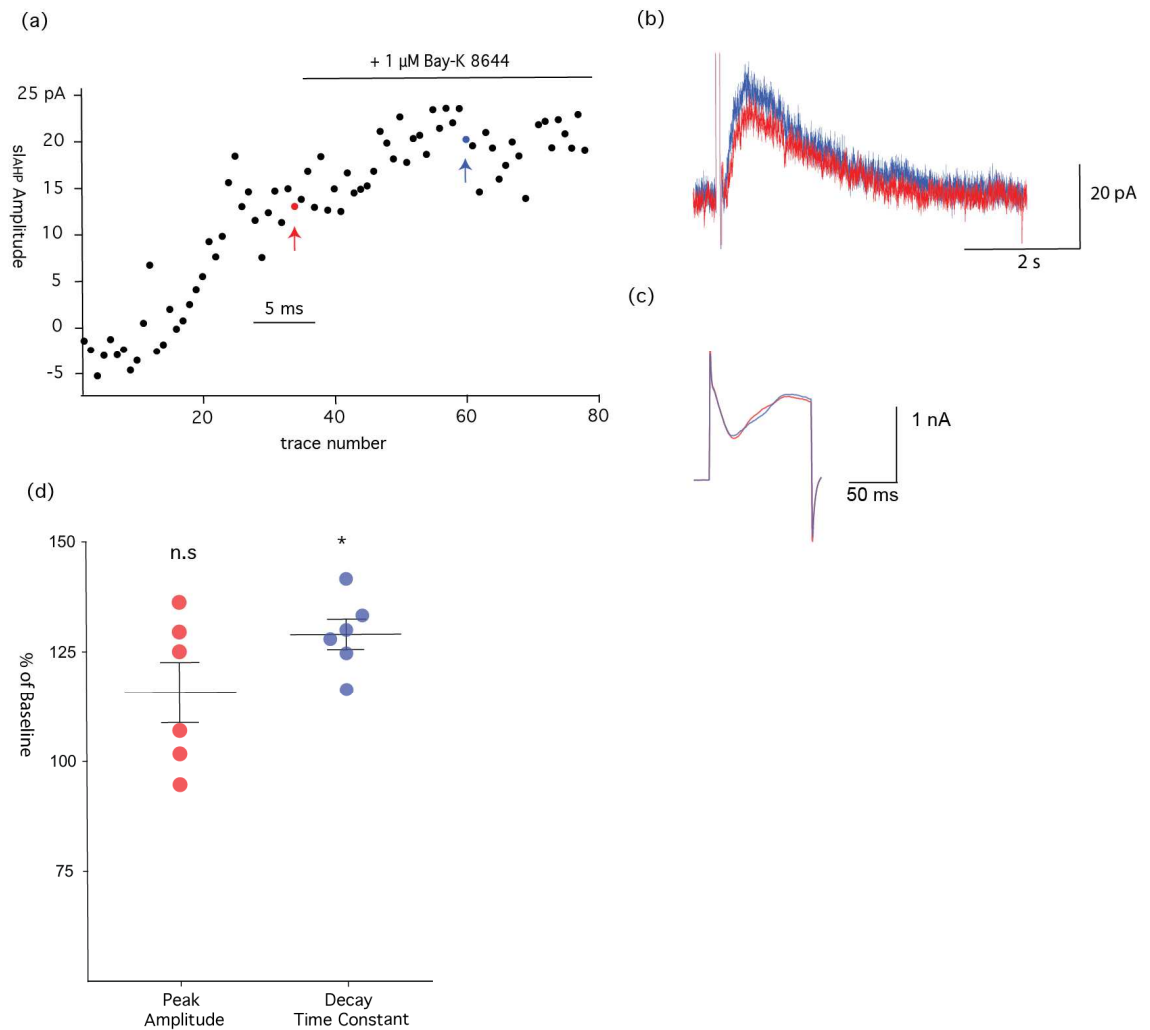 (a)
+ 1 µM Bay-K 8644
25 pA
20
15
10
5
0
-5
sIAHP Amplitude
5 ms
20
40
60
80
trace number
(b)
20 pA
2 s
(c)
1 nA
50 ms
(d)
150
125
100
75
% of Baseline
n.s
*
Peak
Amplitude
Decay
Time Constant